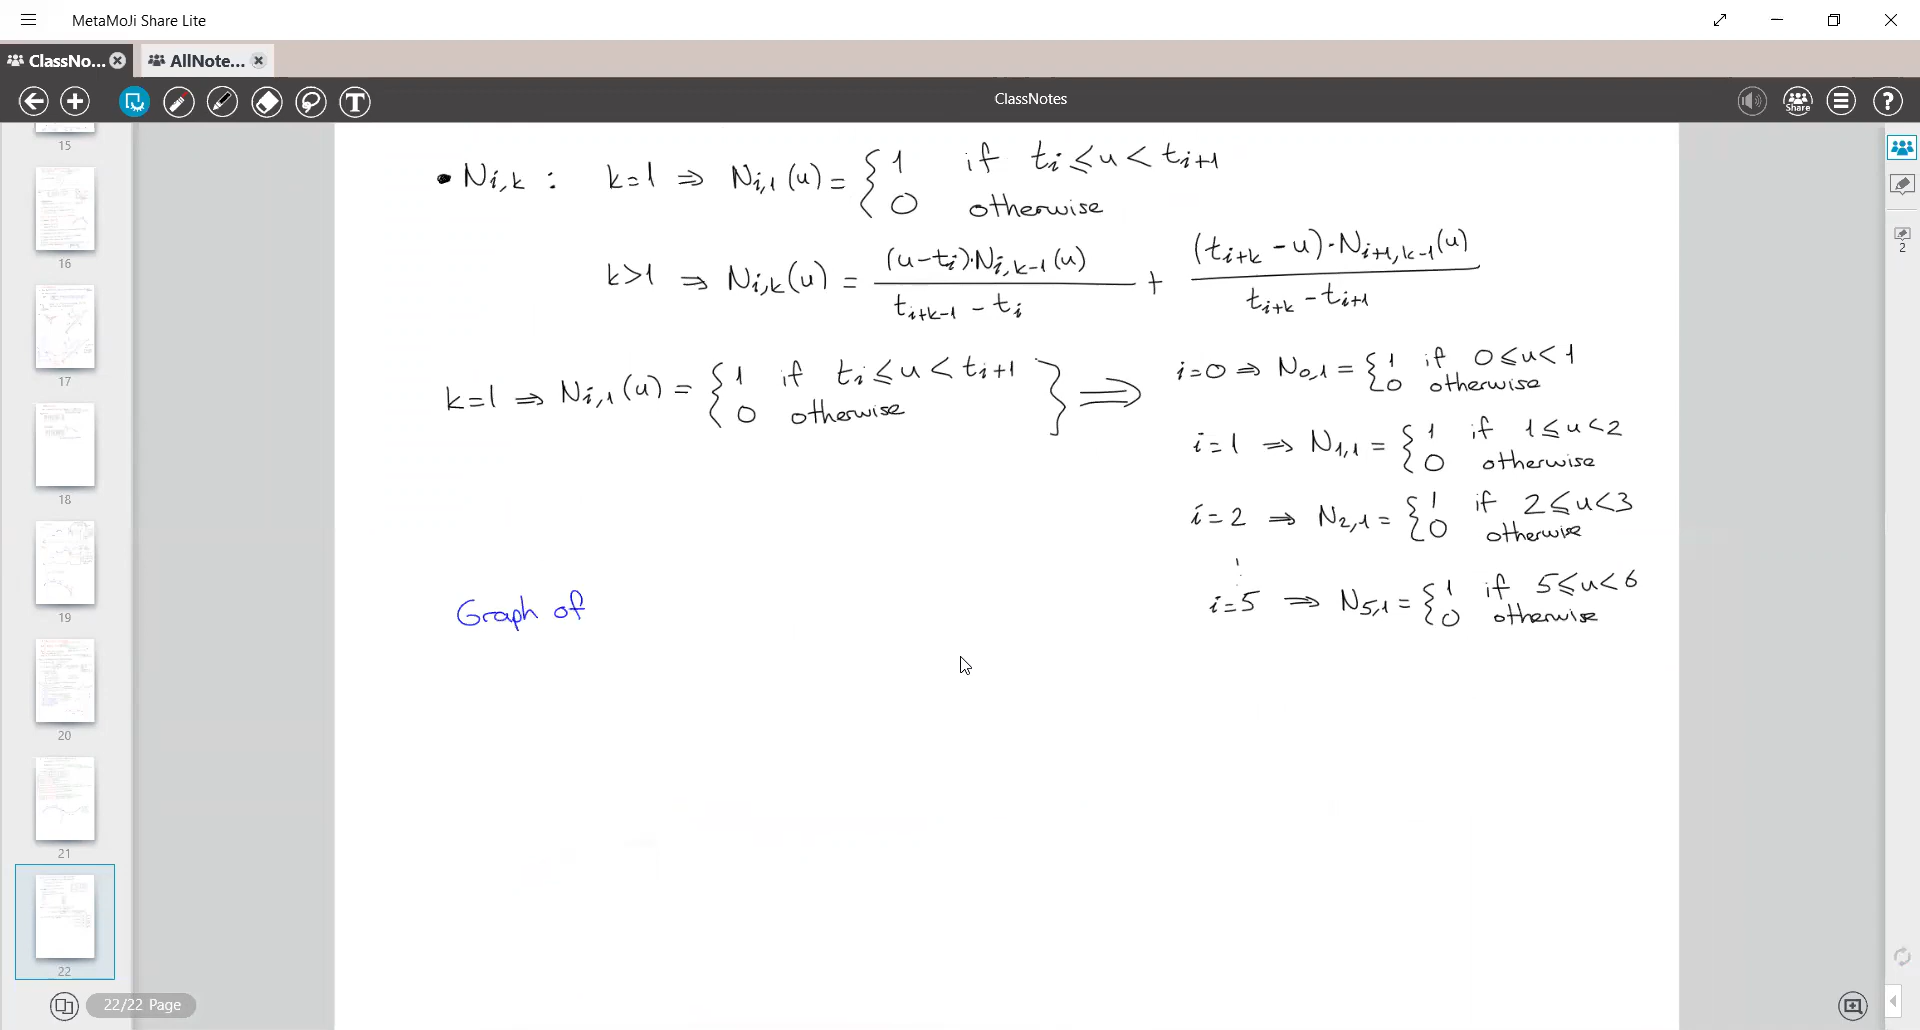 MetaMoJi Share Lite
ClassNo...
AllNote...
T
ClassNotes
Share
?
15
16
17
18
19
20
21
22
22/22 Page
2
• Ni,k : k=1 ⇒ Ni,1 (u) = { 1 if ti ≤ u < ti+1
0 otherwise
k>1 ⇒ Ni,k(u) = (u-ti)·Ni,k-1(u) / ti+k-1 - ti + (ti+k - u)·Ni+1,k-1(u) / ti+k - ti+1
k=1 ⇒ Ni,1(u) = { 1 if ti ≤ u < ti+1 } ⇒
0 otherwise
i=0 ⇒ N0,1 = { 1 if 0 ≤ u < 1
0 otherwise
i=1 ⇒ N1,1 = { 1 if 1 ≤ u < 2
0 otherwise
i=2 ⇒ N2,1 = { 1 if 2 ≤ u < 3
0 otherwise
⋮
i=5 ⇒ N5,1 = { 1 if 5 ≤ u < 6
0 otherwise
Graph of